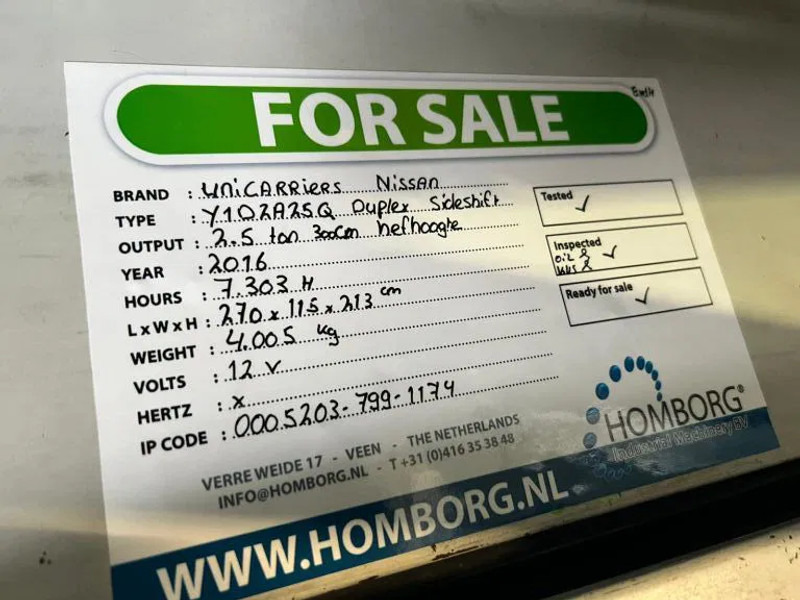 FOR SALE
BRAND : UniCARRiERS Nissan
TYPE : Y1D2A25Q Duplex Sideshift
OUTPUT : 2.5 ton 300cm hefhoogte
YEAR : 2016
HOURS : 7.303 H
L x W x H : 270 x 115 x 213 cm
WEIGHT : 4.005 kg
VOLTS : 12 V
HERTZ : x
IP CODE : 000.5203-799-1174
Tested ✓
Inspected ✓
OiL &
Ready for sale ✓
VERRE WEIDE 17 - VEEN - THE NETHERLANDS
INFO@HOMBORG.NL - T +31 (0)416 35 38 48
HOMBORG®
Industrial Machinery BV
WWW.HOMBORG.NL